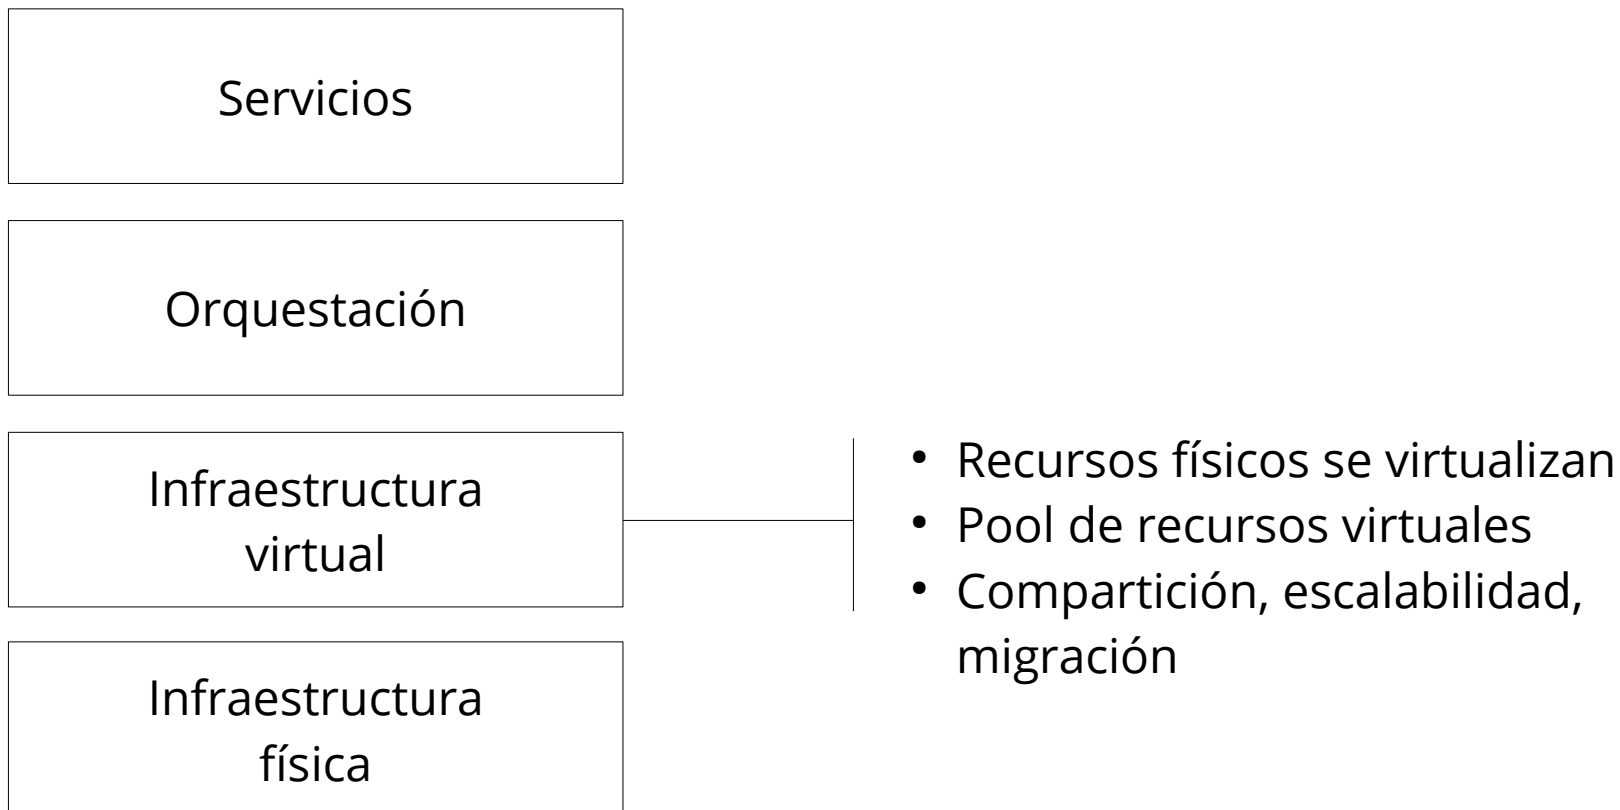 Servicios
Orquestación
Infraestructura
virtual
• Recursos físicos se virtualizan
• Pool de recursos virtuales
• Compartición, escalabilidad,
migración
Infraestructura
física